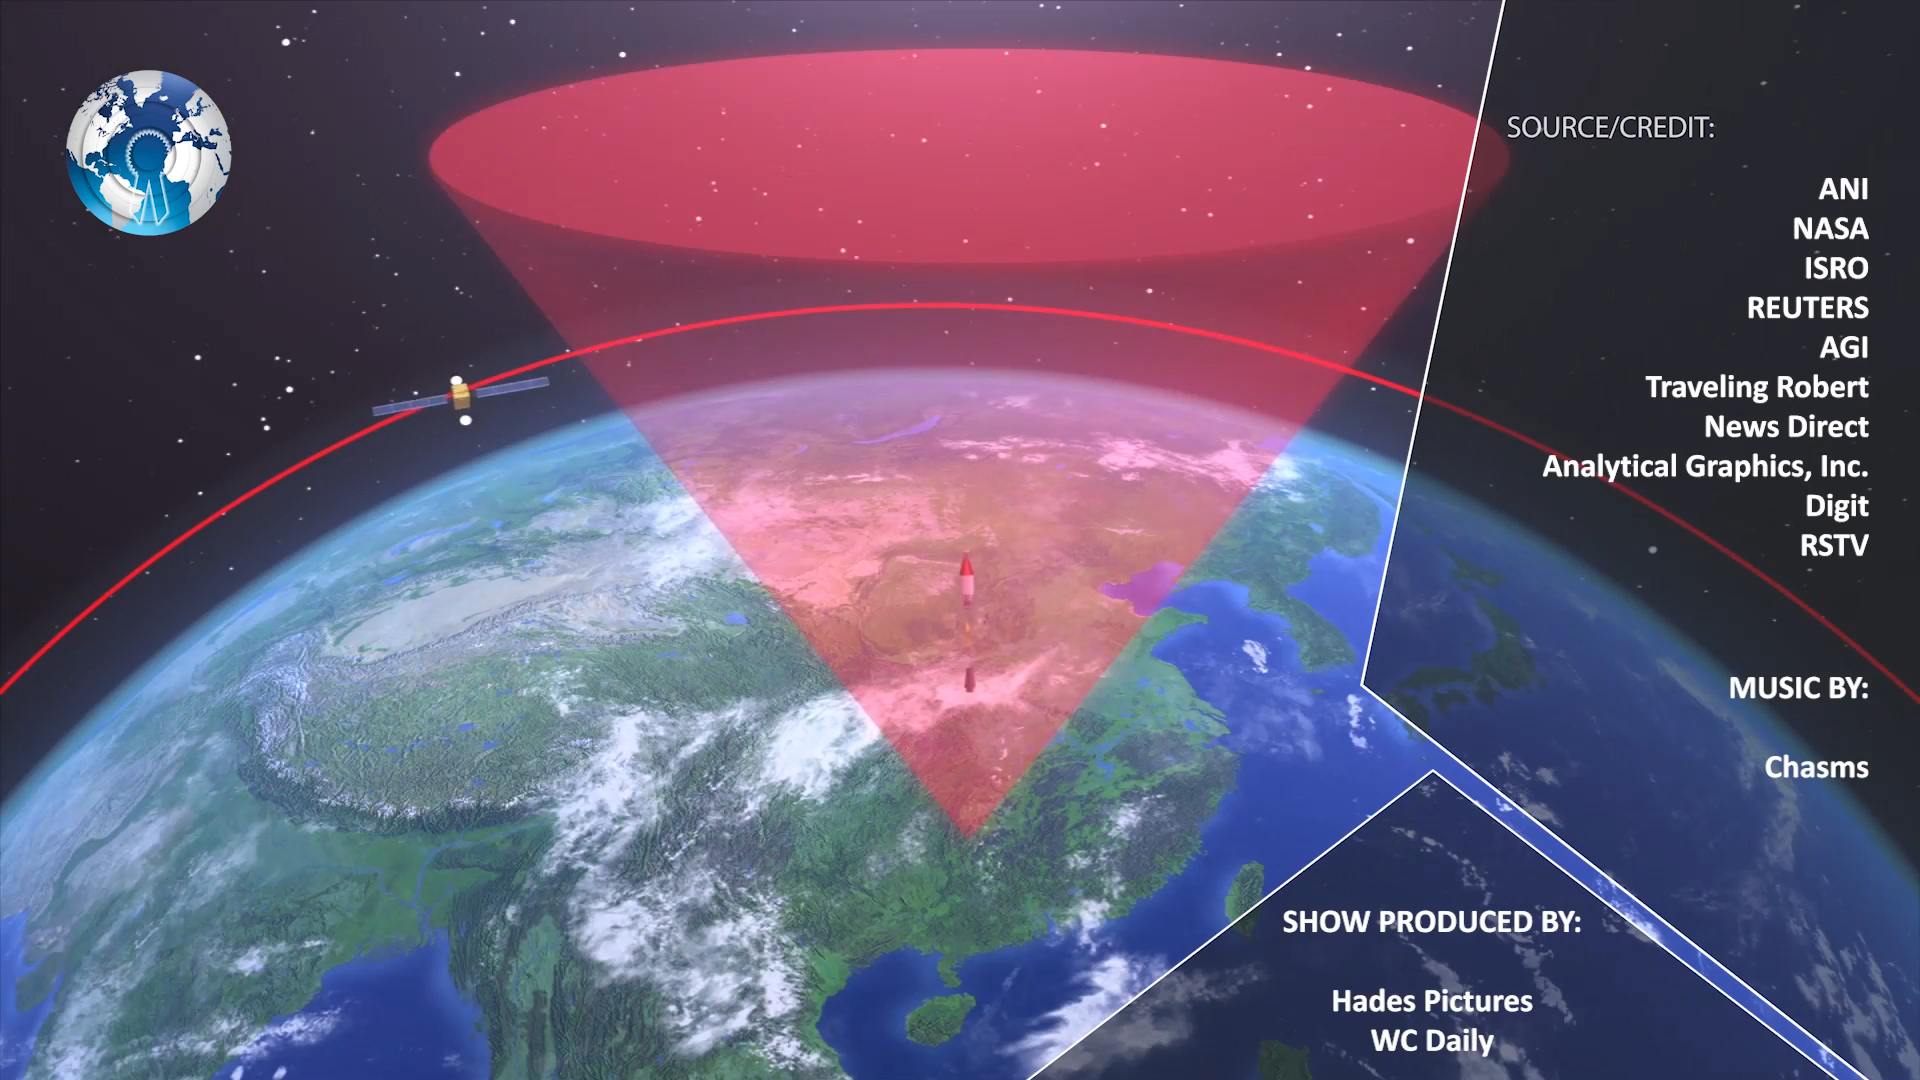 SOURCE/CREDIT:
ANI
NASA
ISRO
REUTERS
AGI
Traveling Robert
News Direct
Analytical Graphics, Inc.
Digit
RSTV
MUSIC BY:
Chasms
SHOW PRODUCED BY:
Hades Pictures
WC Daily